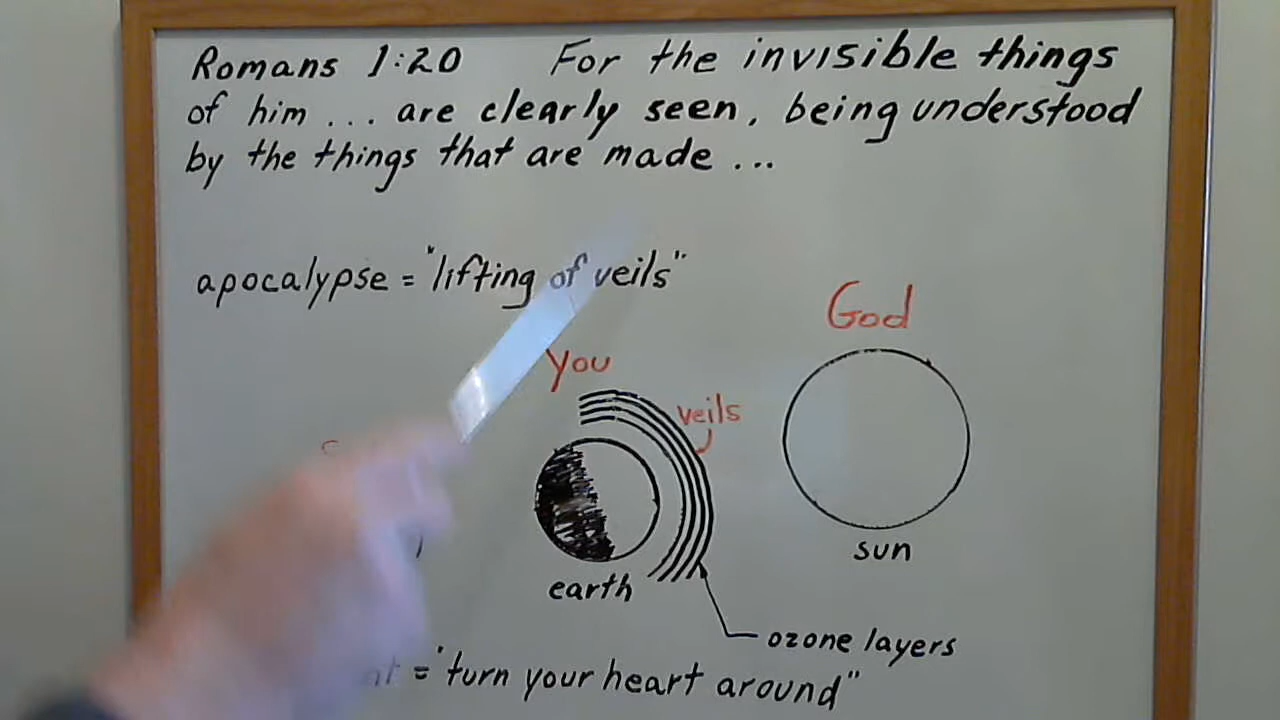 Romans 1:20 For the invisible things
of him ... are clearly seen, being understood
by the things that are made ...
apocalypse = "lifting of veils"
God
You
veils
sun
earth
ozone layers
= "turn your heart around"